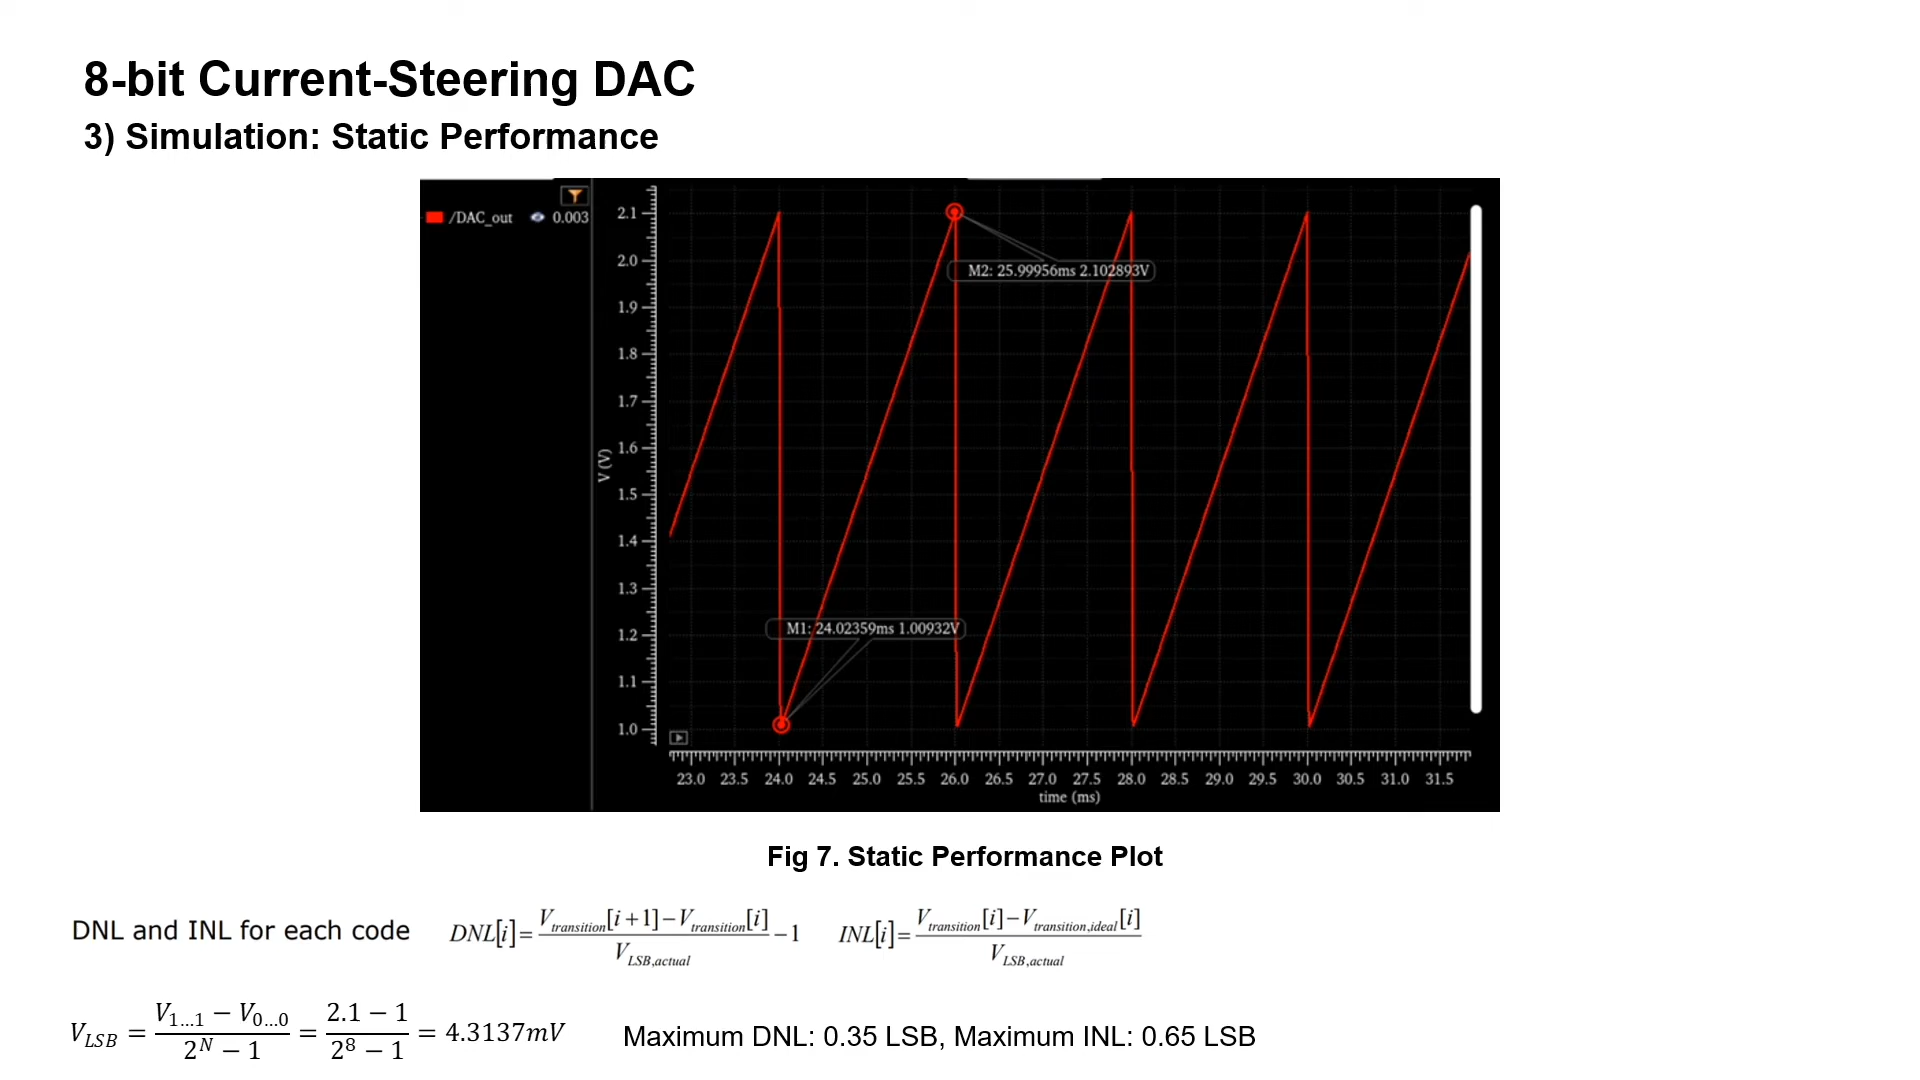 8-bit Current-Steering DAC
3) Simulation: Static Performance
/DAC_out 0.003
2.1
2.0
1.9
1.8
1.7
1.6
1.5
1.4
1.3
1.2
1.1
1.0
V (V)
M2: 25.99956ms 2.102893V
M1: 24.02359ms 1.00932V
23.0 23.5 24.0 24.5 25.0 25.5 26.0 26.5 27.0 27.5 28.0 28.5 29.0 29.5 30.0 30.5 31.0 31.5
time (ms)
Fig 7. Static Performance Plot
DNL and INL for each code DNL[i]=(V_transition[i+1]−V_transition[i])/V_LSB,actual −1 INL[i]=(V_transition[i]−V_transition,ideal[i])/V_LSB,actual
V_LSB = (V_1…1 − V_0…0)/(2^N − 1) = (2.1 − 1)/(2^8 − 1) = 4.3137mV Maximum DNL: 0.35 LSB, Maximum INL: 0.65 LSB